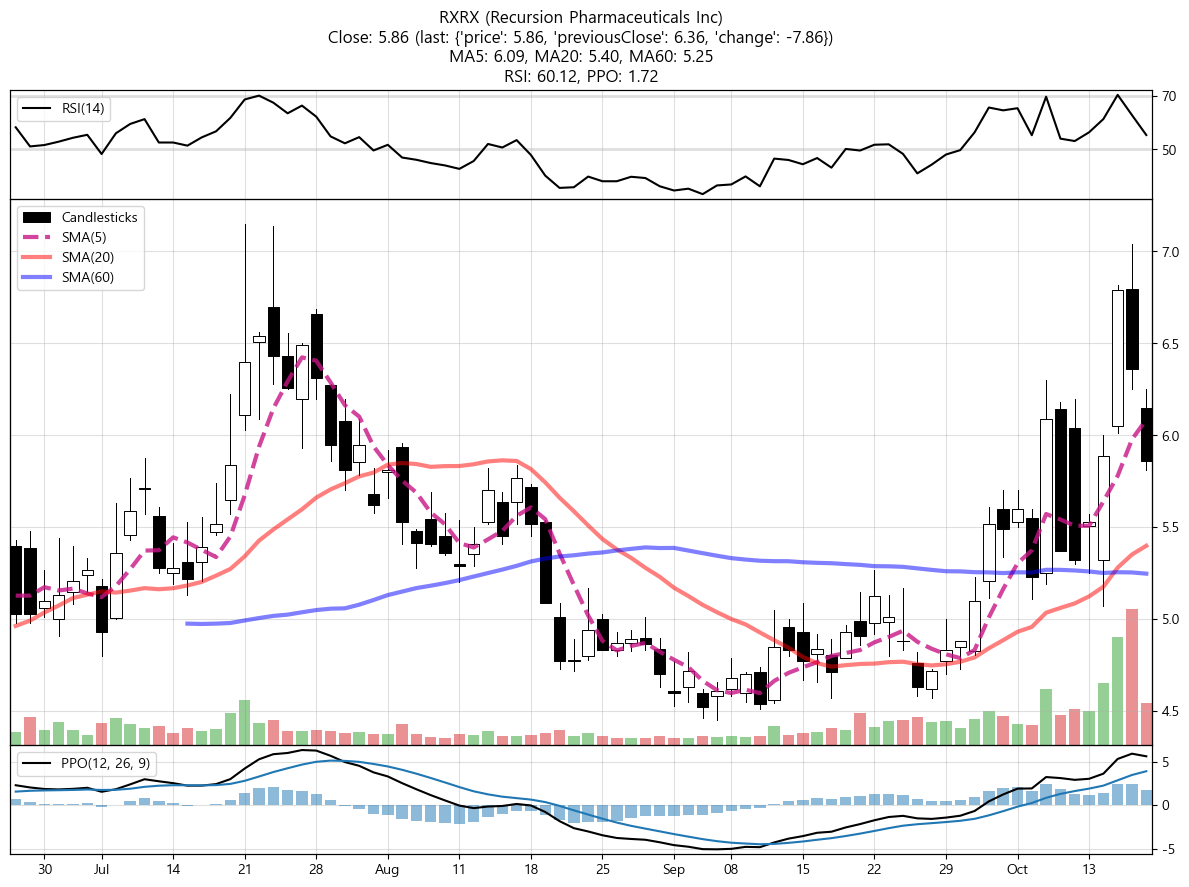 RXRX (Recursion Pharmaceuticals Inc)
Close: 5.86 (last: {'price': 5.86, 'previousClose': 6.36, 'change': -7.86})
MA5: 6.09, MA20: 5.40, MA60: 5.25
RSI: 60.12, PPO: 1.72
RSI(14)
70
50
Candlesticks
SMA(5)
SMA(20)
SMA(60)
7.0
6.5
6.0
5.5
5.0
4.5
PPO(12, 26, 9)
5
0
-5
30 Jul 14 21 28 Aug 11 18 25 Sep 08 15 22 29 Oct 13